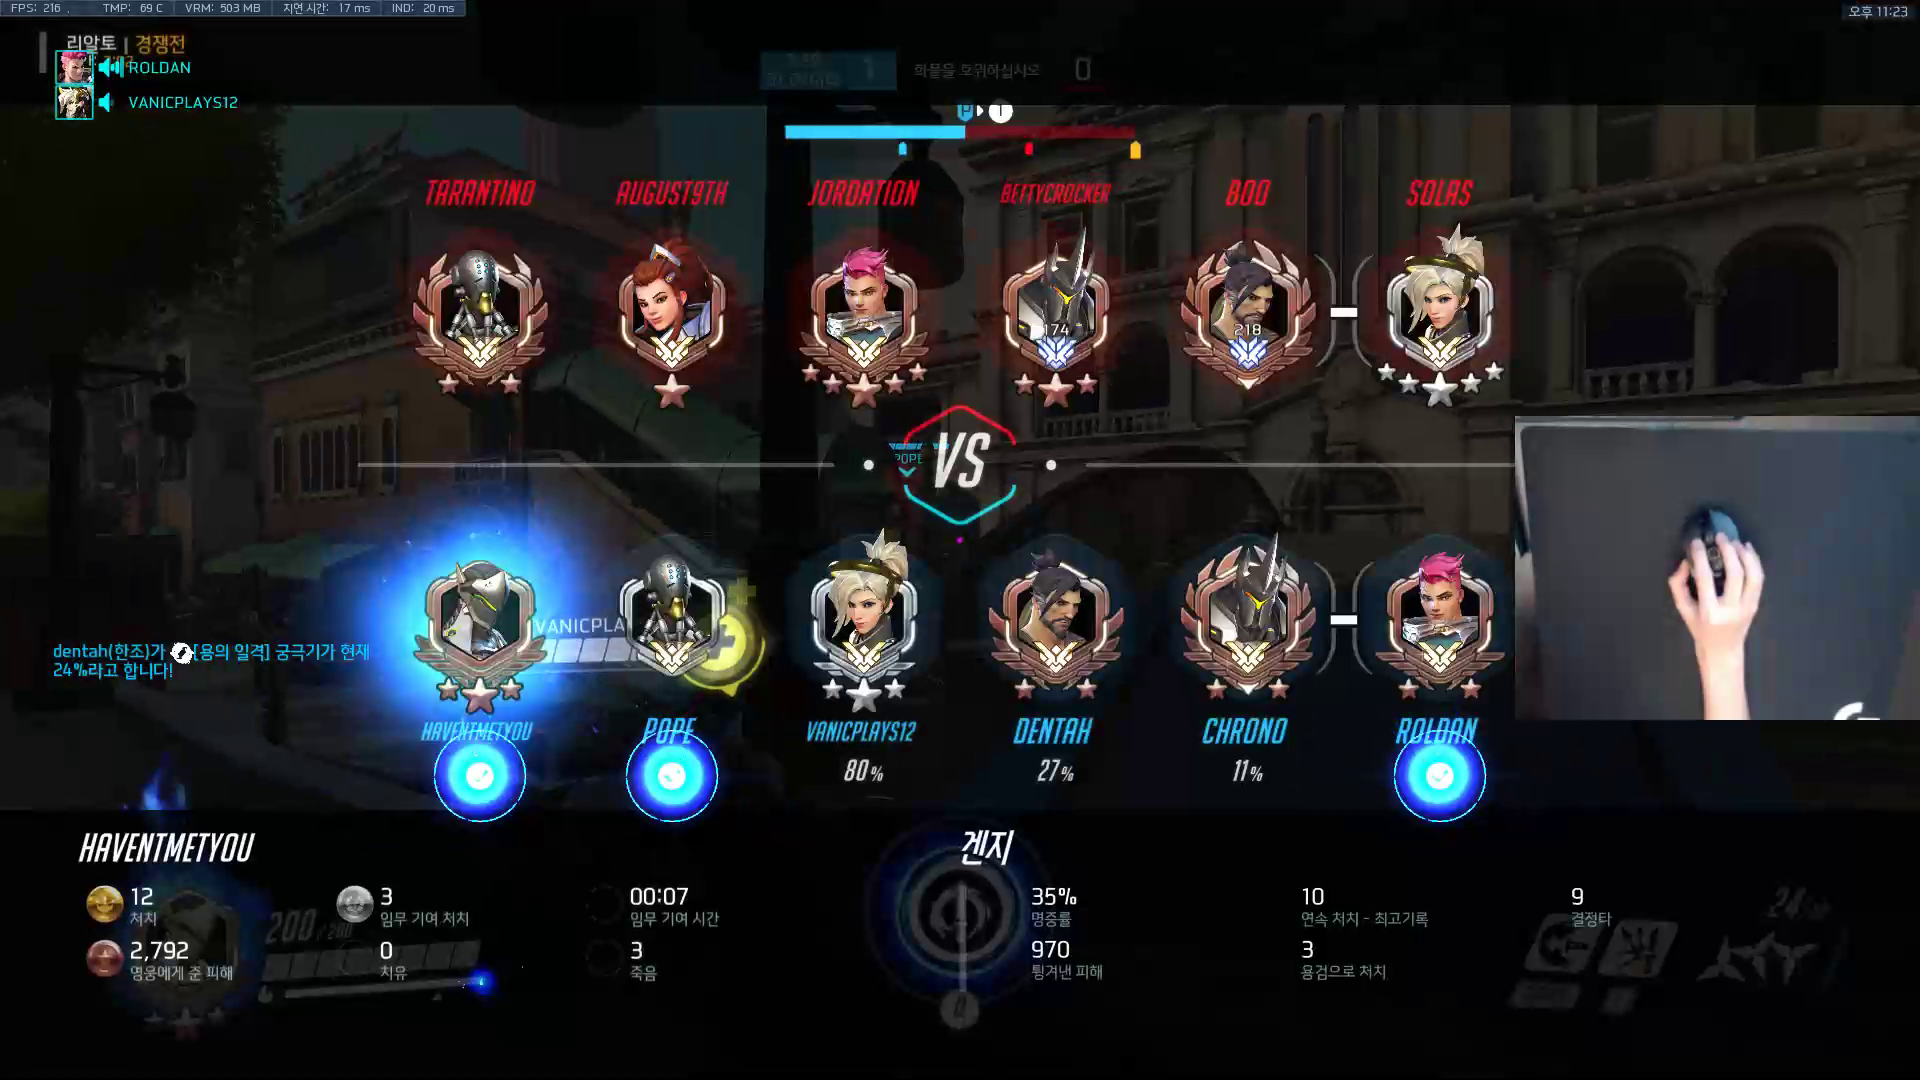 FPS: 216
TMP: 69 C
VRM: 503 MB
지연 시간: 17 ms
IND: 20 ms
오후 11:23
리알토 | 경쟁전
ROLDAN
VANICPLAYS12
1
화물을 호위하십시오
0
P
TARANTINO
AUGUST9TH
JORDATION
BETTYCROCKER
BOO
SOLAS
174
218
POPE
VS
VANICPLA
dentah(한조)가 [용의 일격] 궁극기가 현재
24%라고 합니다!
HAVENTMETYOU
POPE
VANICPLAYS12
DENTAH
CHRONO
ROLDAN
80%
27%
11%
HAVENTMETYOU
겐지
12
처치
3
임무 기여 처치
00:07
임무 기여 시간
35%
명중률
10
연속 처치 - 최고기록
9
결정타
2,792
영웅에게 준 피해
0
치유
3
죽음
970
튕겨낸 피해
3
용검으로 처치
200/200
24
Q